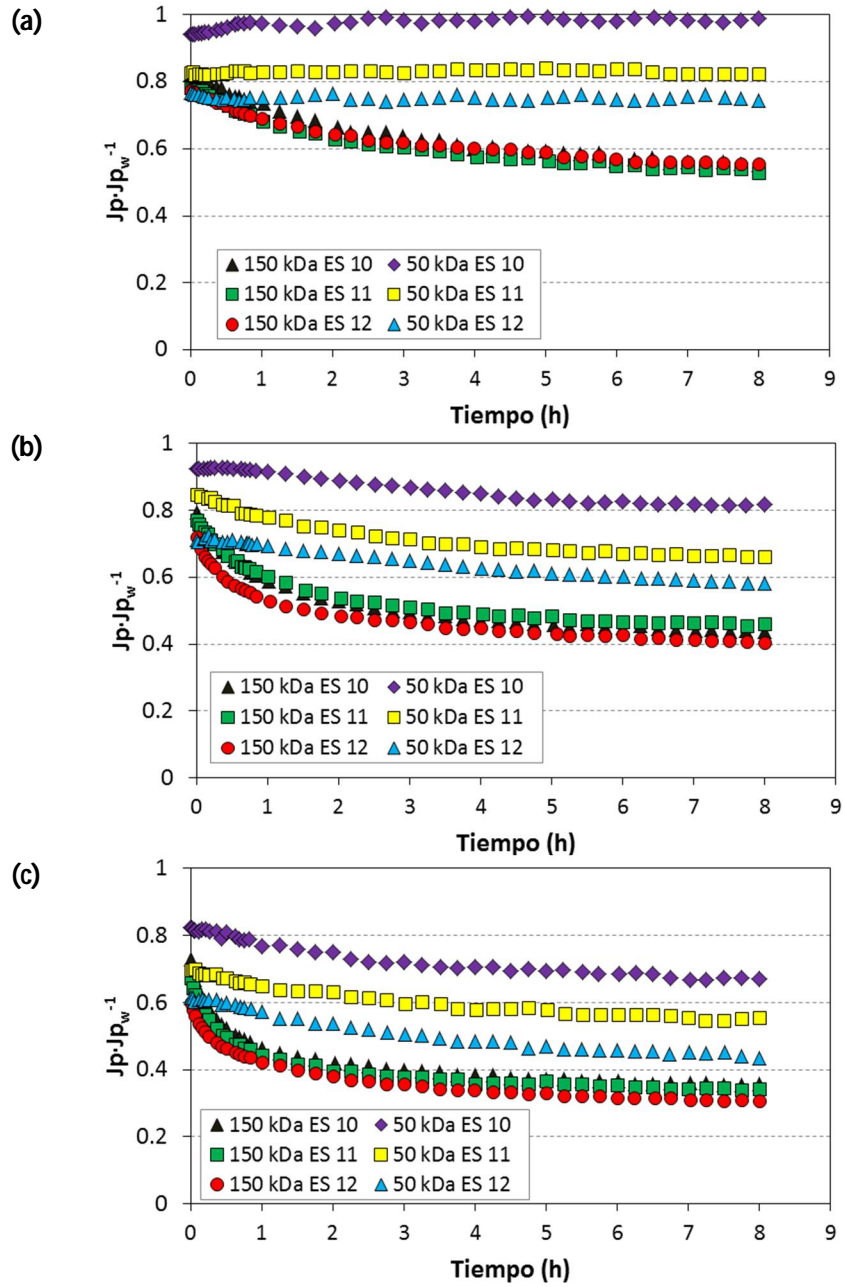 (a)
1
0.8
0.6
0.4
0.2
0
Jp·Jpw⁻¹
150 kDa ES 10 50 kDa ES 10
150 kDa ES 11 50 kDa ES 11
150 kDa ES 12 50 kDa ES 12
0 1 2 3 4 5 6 7 8 9
Tiempo (h)
(b)
1
0.8
0.6
0.4
0.2
0
Jp·Jpw⁻¹
150 kDa ES 10 50 kDa ES 10
150 kDa ES 11 50 kDa ES 11
150 kDa ES 12 50 kDa ES 12
0 1 2 3 4 5 6 7 8 9
Tiempo (h)
(c)
1
0.8
0.6
0.4
0.2
0
Jp·Jpw⁻¹
150 kDa ES 10 50 kDa ES 10
150 kDa ES 11 50 kDa ES 11
150 kDa ES 12 50 kDa ES 12
0 1 2 3 4 5 6 7 8 9
Tiempo (h)